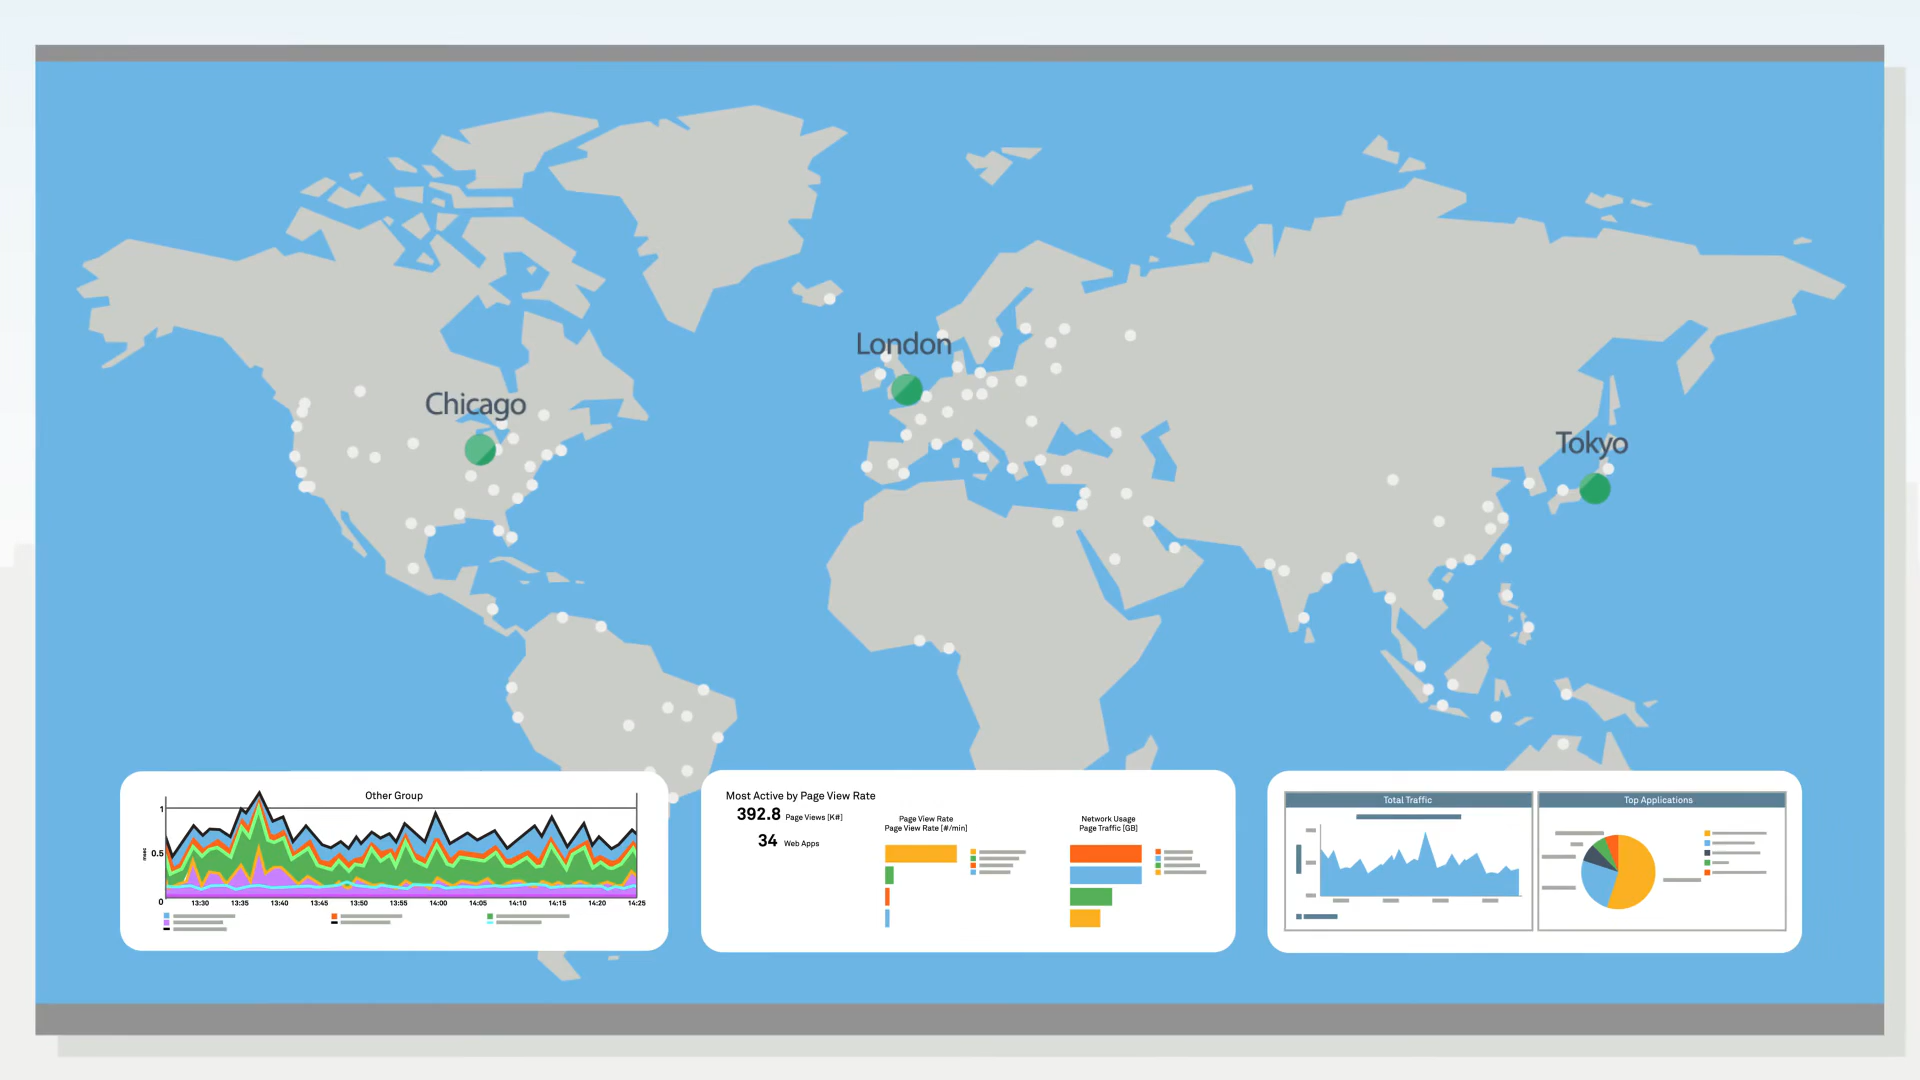 London
Chicago
Tokyo
Other Group
1
0.5
msec
0
13:30 13:35 13:40 13:45 13:50 13:55 14:00 14:05 14:10 14:15 14:20 14:25
Most Active by Page View Rate
392.8 Page Views [K#]
34 Web Apps
Page View Rate
Page View Rate [#/min]
Network Usage
Page Traffic [GB]
Total Traffic
Top Applications